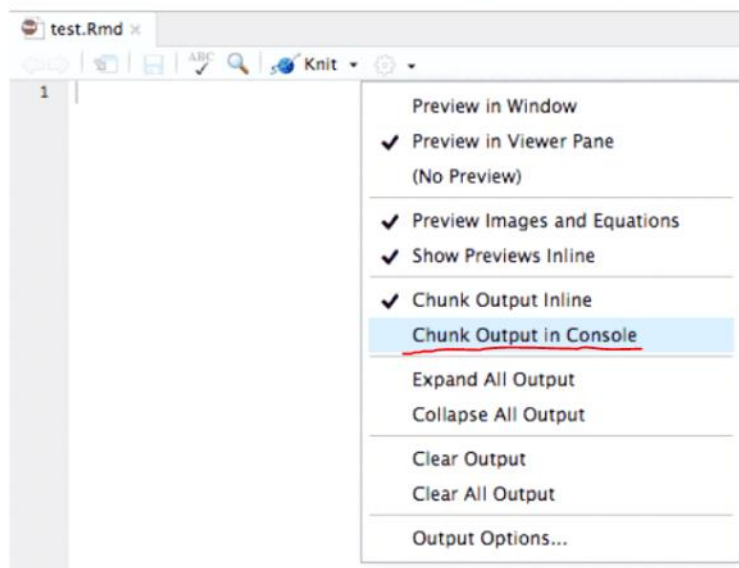 test.Rmd
ABC Knit
1
Preview in Window
Preview in Viewer Pane
(No Preview)
Preview Images and Equations
Show Previews Inline
Chunk Output Inline
Chunk Output in Console
Expand All Output
Collapse All Output
Clear Output
Clear All Output
Output Options...